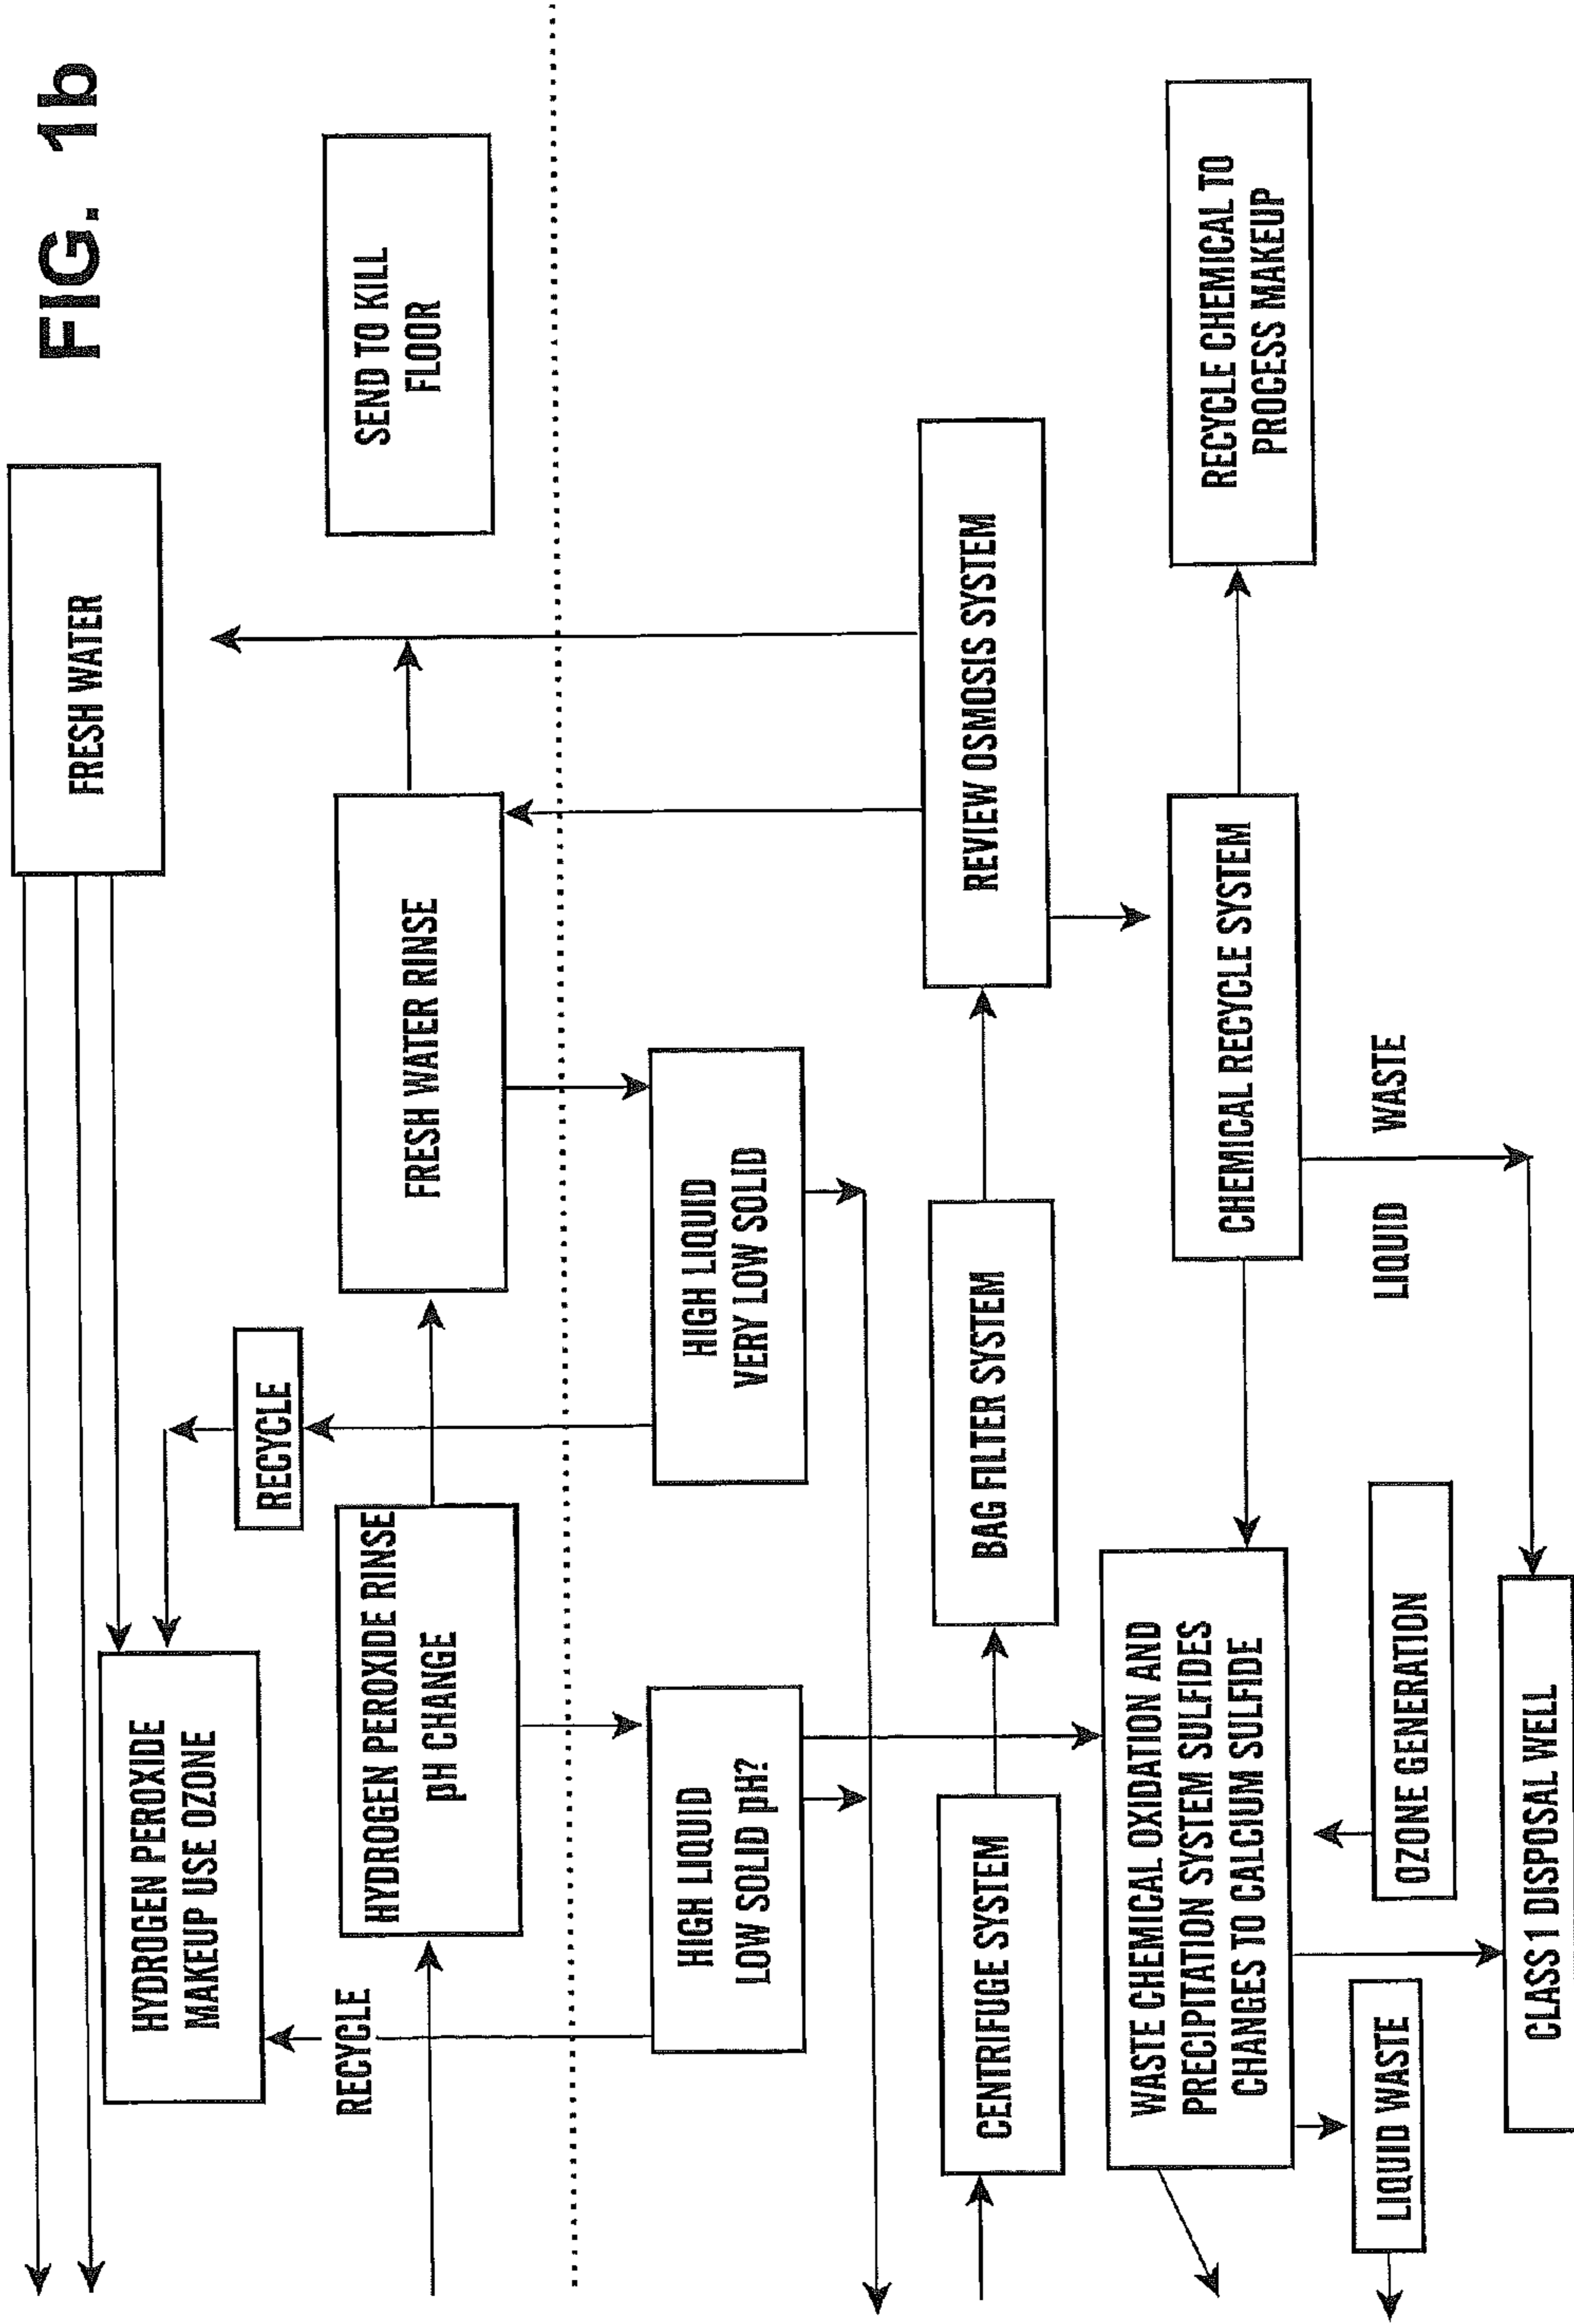 FIG. 1b
FRESH WATER
HYDROGEN PEROXIDE
MAKEUP USE OZONE
RECYCLE
RECYCLE
HYDROGEN PEROXIDE RINSE
pH CHANGE
FRESH WATER RINSE
SEND TO KILL
FLOOR
HIGH LIQUID
LOW SOLID pH?
HIGH LIQUID
VERY LOW SOLID
CENTRIFUGE SYSTEM
BAG FILTER SYSTEM
REVIEW OSMOSIS SYSTEM
WASTE CHEMICAL OXIDATION AND
PRECIPITATION SYSTEM SULFIDES
CHANGES TO CALCIUM SULFIDE
CHEMICAL RECYCLE SYSTEM
RECYCLE CHEMICAL TO
PROCESS MAKEUP
LIQUID WASTE
OZONE GENERATION
LIQUID WASTE
CLASS 1 DISPOSAL WELL